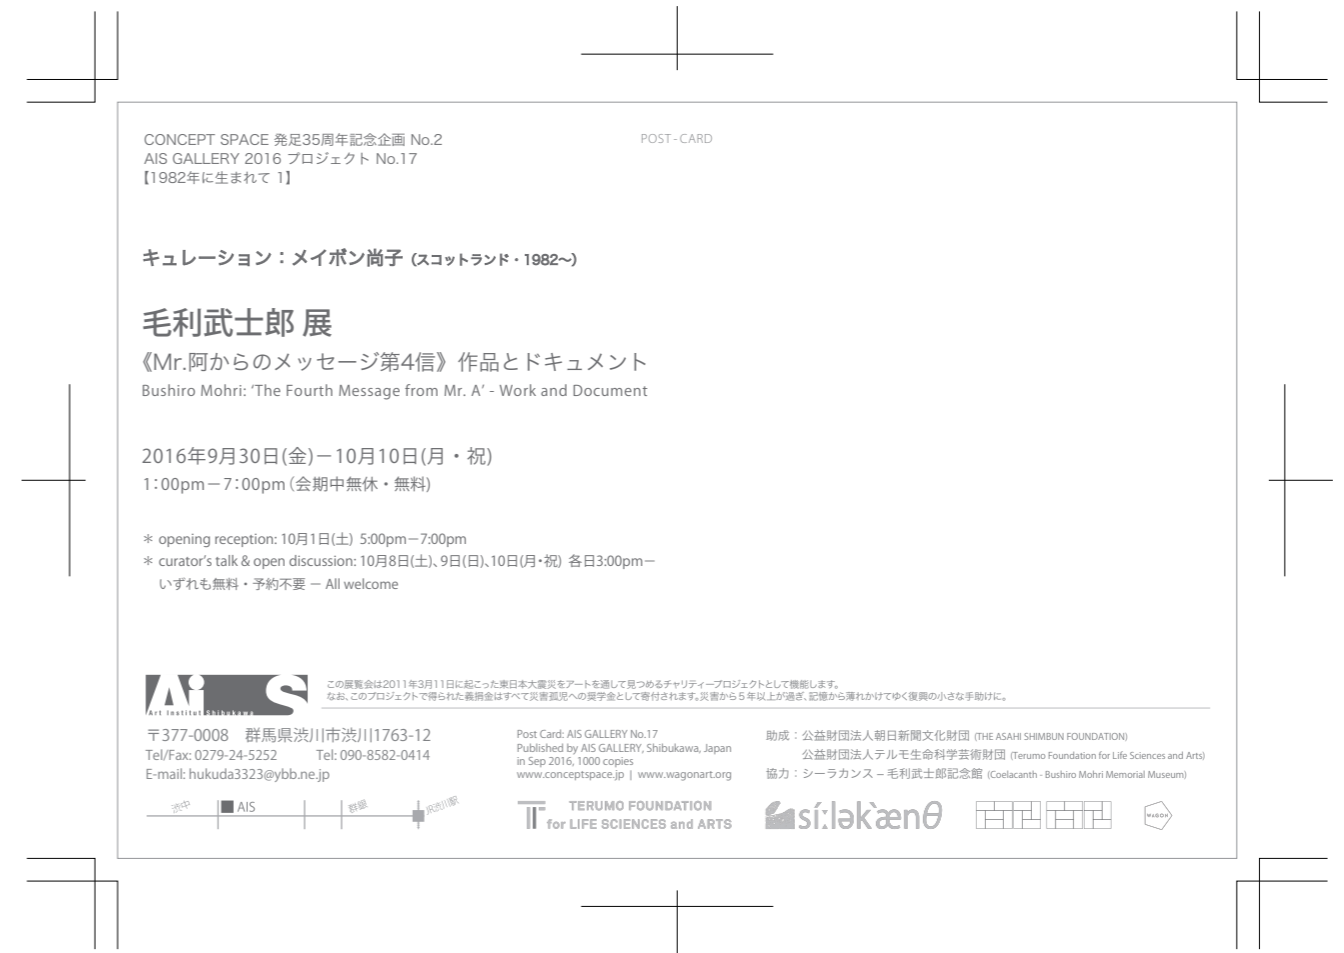 CONCEPT SPACE 発足35周年記念企画 No.2
AIS GALLERY 2016 プロジェクト No.17
【1982年に生まれて 1】
POST-CARD
キュレーション：メイボン尚子（スコットランド・1982〜）
毛利武士郎 展
《Mr.阿からのメッセージ第4信》作品とドキュメント
Bushiro Mohri: ‘The Fourth Message from Mr. A’ - Work and Document
2016年9月30日(金)－10月10日(月・祝)
1：00pm－7：00pm（会期中無休・無料)
＊ opening reception: 10月1日(土) 5:00pm－7:00pm
＊ curator’s talk & open discussion: 10月8日(土)、9日(日)、10日(月・祝) 各日3:00pm－
いずれも無料・予約不要 － All welcome
AiS
Art Institut Shibukawa
この展覧会は2011年3月11日に起こった東日本大震災をアートを通して見つめるチャリティープロジェクトとして機能します。
なお、このプロジェクトで得られた義捐金はすべて災害孤児への奨学金として寄付されます。災害から５年以上が過ぎ、記憶から薄れかけてゆく復興の小さな手助けに。
〒377-0008　群馬県渋川市渋川1763-12
Tel/Fax: 0279-24-5252 Tel: 090-8582-0414
E-mail: hukuda3323@ybb.ne.jp
渋中 AIS 群銀 JR渋川駅
Post Card: AIS GALLERY No.17
Published by AIS GALLERY, Shibukawa, Japan
in Sep 2016, 1000 copies
www.conceptspace.jp | www.wagonart.org
助成：公益財団法人朝日新聞文化財団 (THE ASAHI SHIMBUN FOUNDATION)
公益財団法人テルモ生命科学芸術財団 (Terumo Foundation for Life Sciences and Arts)
協力：シーラカンス – 毛利武士郎記念館 (Coelacanth - Bushiro Mohri Memorial Museum)
TERUMO FOUNDATION
for LIFE SCIENCES and ARTS
síːləkæ̀nθ
WAGON